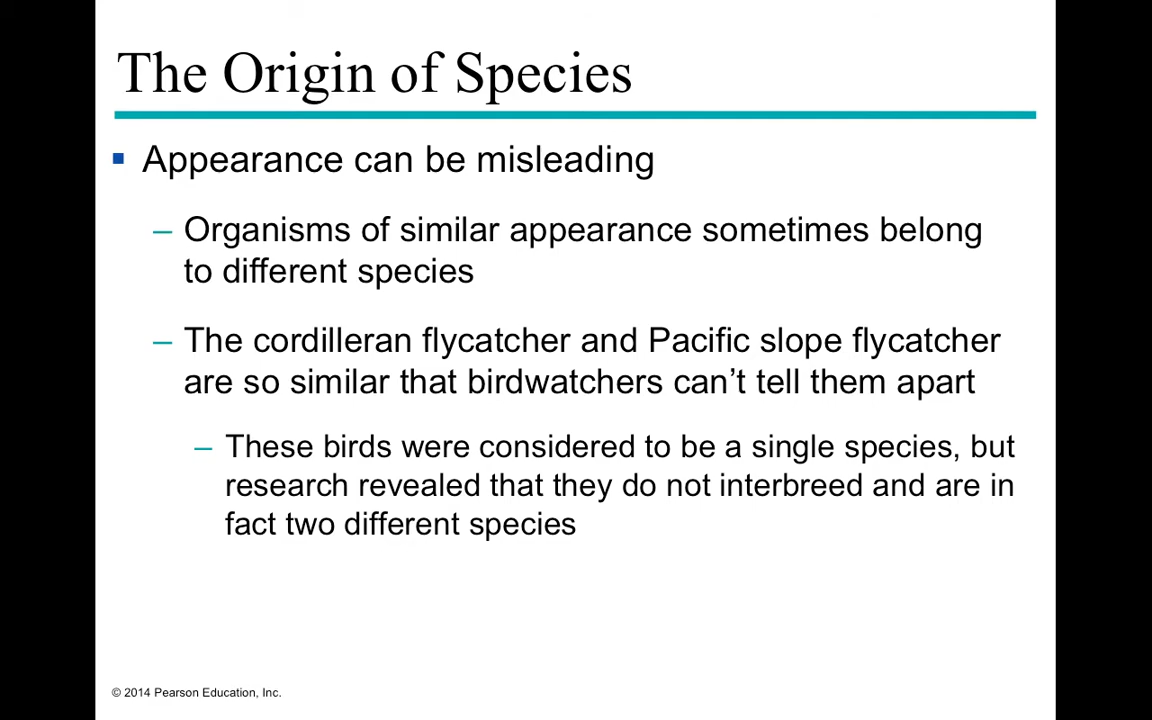 The Origin of Species
▪ Appearance can be misleading
– Organisms of similar appearance sometimes belong
to different species
– The cordilleran flycatcher and Pacific slope flycatcher
are so similar that birdwatchers can’t tell them apart
– These birds were considered to be a single species, but
research revealed that they do not interbreed and are in
fact two different species
© 2014 Pearson Education, Inc.